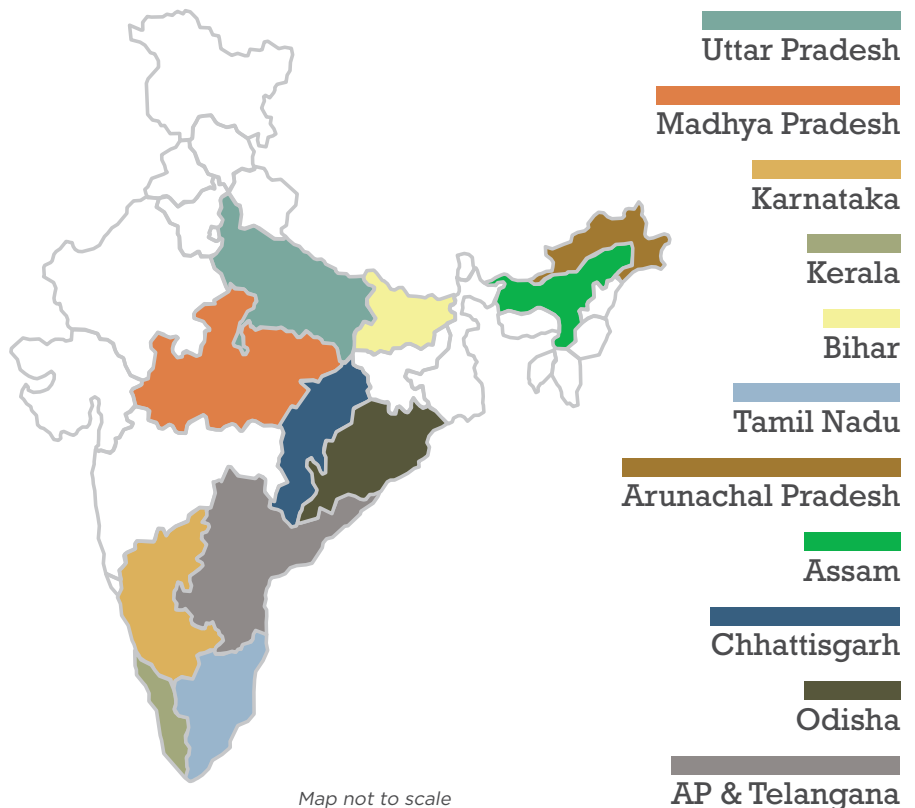 Uttar Pradesh
Madhya Pradesh
Karnataka
Kerala
Bihar
Tamil Nadu
Arunachal Pradesh
Assam
Chhattisgarh
Odisha
AP & Telangana
Map not to scale